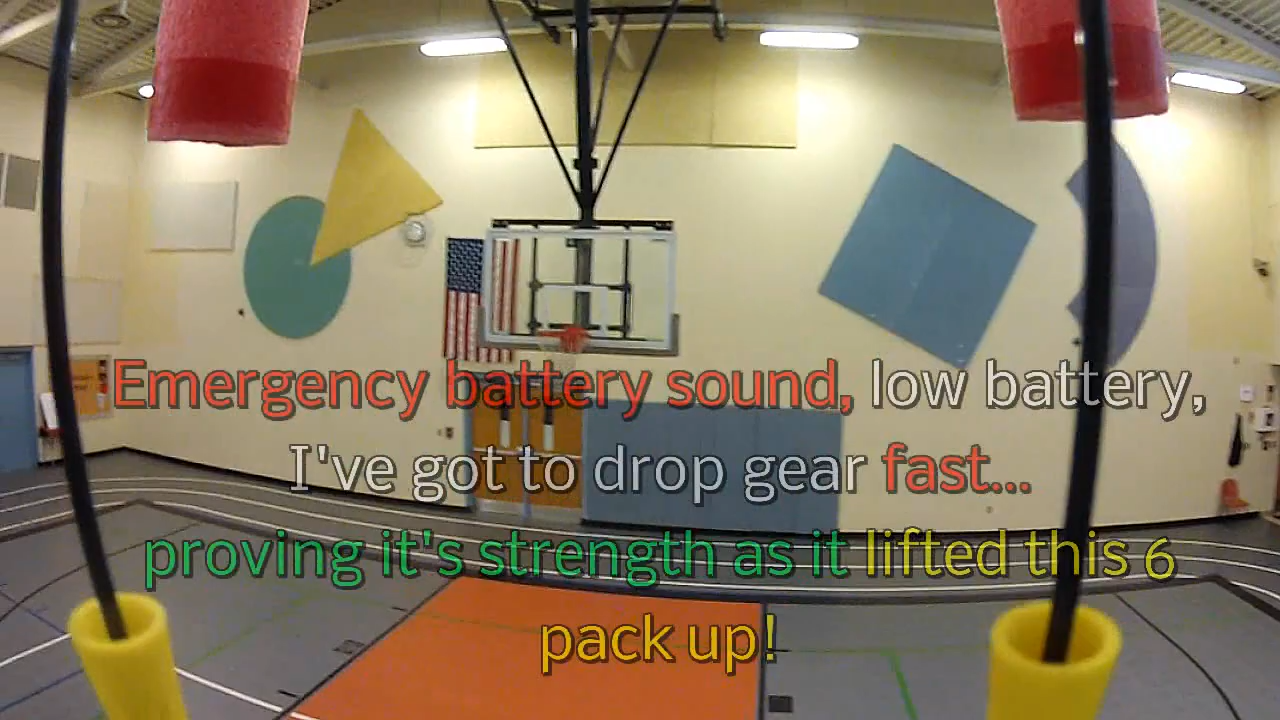 Emergency battery sound, low battery,
I've got to drop gear fast...
proving it's strength as it lifted this 6
pack up!